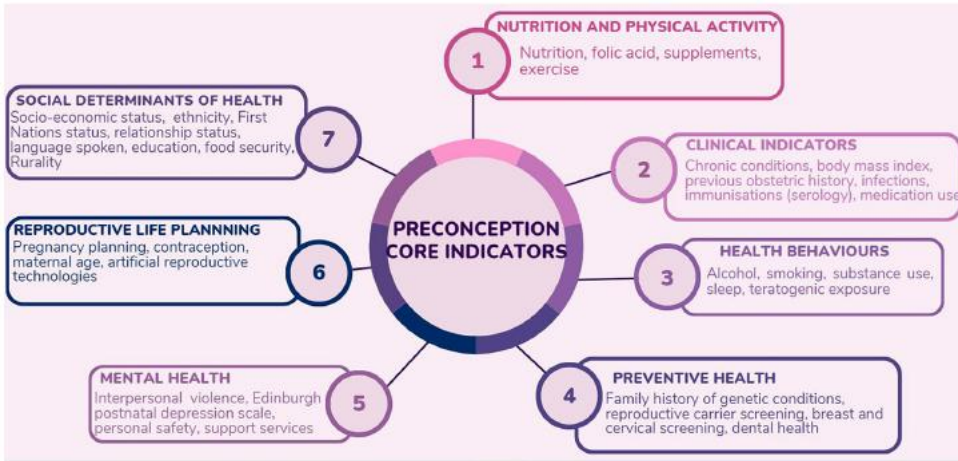 PRECONCEPTION
CORE INDICATORS
1
NUTRITION AND PHYSICAL ACTIVITY
Nutrition, folic acid, supplements,
exercise
2
CLINICAL INDICATORS
Chronic conditions, body mass index,
previous obstetric history, infections,
immunisations (serology), medication use
3
HEALTH BEHAVIOURS
Alcohol, smoking, substance use,
sleep, teratogenic exposure
4
PREVENTIVE HEALTH
Family history of genetic conditions,
reproductive carrier screening, breast and
cervical screening, dental health
5
MENTAL HEALTH
Interpersonal violence, Edinburgh
postnatal depression scale,
personal safety, support services
6
REPRODUCTIVE LIFE PLANNNING
Pregnancy planning, contraception,
maternal age, artificial reproductive
technologies
7
SOCIAL DETERMINANTS OF HEALTH
Socio-economic status, ethnicity, First
Nations status, relationship status,
language spoken, education, food security,
Rurality